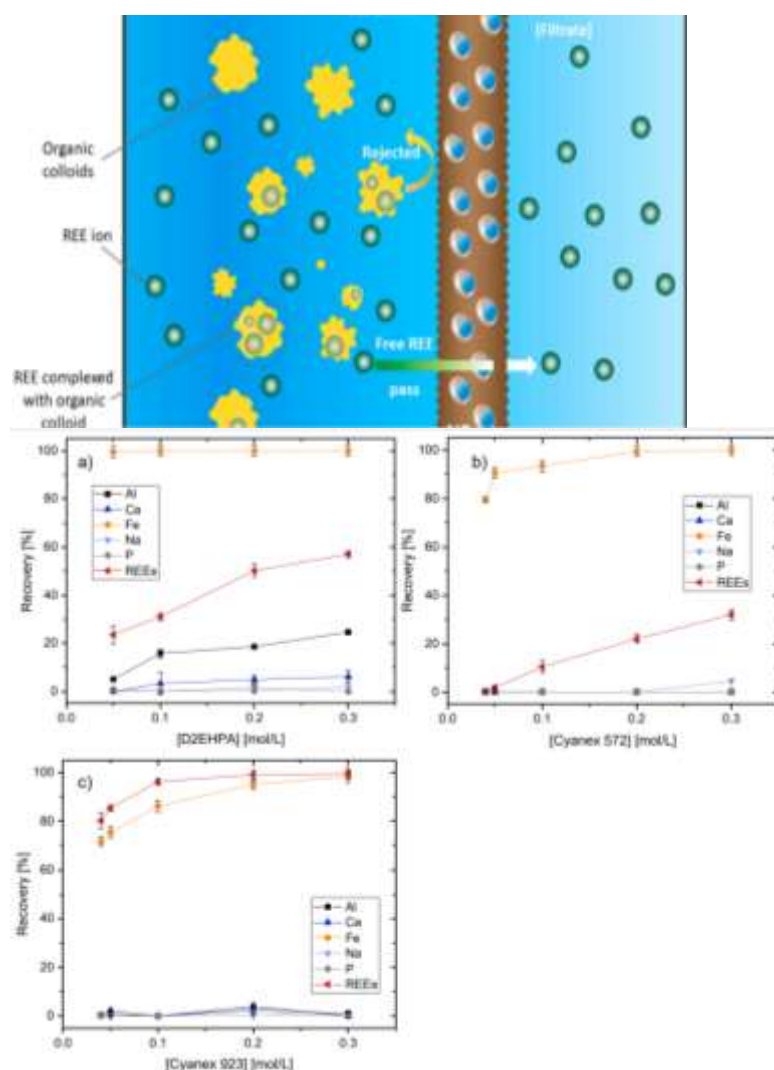 [Filtrate]
Organic
colloids
Rejected
REE ion
Free REE
REE complexed
with organic
colloid
pass
a)
Recovery [%]
100
80
60
40
20
0
Al
Ca
Fe
Na
P
REEs
0.0
0.1
0.2
0.3
[D2EHPA] [mol/L]
b)
Recovery [%]
100
80
60
40
20
0
Al
Ca
Fe
Na
P
REEs
0.0
0.1
0.2
0.3
[Cyanex 572] [mol/L]
c)
Recovery [%]
100
80
60
40
20
0
Al
Ca
Fe
Na
P
REEs
0.0
0.1
0.2
0.3
[Cyanex 923] [mol/L]